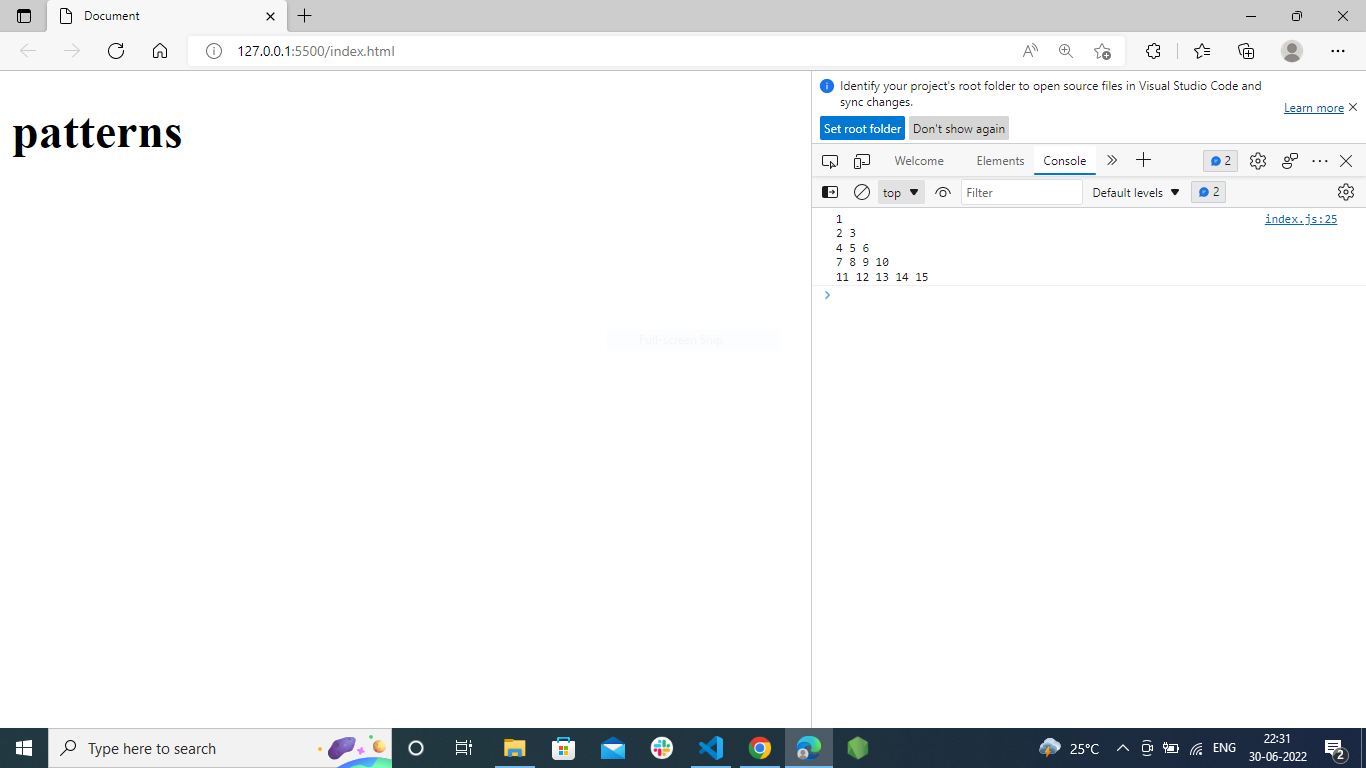 Document
127.0.0.1:5500/index.html
patterns
Identify your project's root folder to open source files in Visual Studio Code and
sync changes.
Learn more
Set root folder Don't show again
Welcome Elements Console 2
top Filter Default levels 2
1 index.js:25
2 3
4 5 6
7 8 9 10
11 12 13 14 15
Full-screen Snip
Type here to search
25°C ENG 22:31
30-06-2022 2